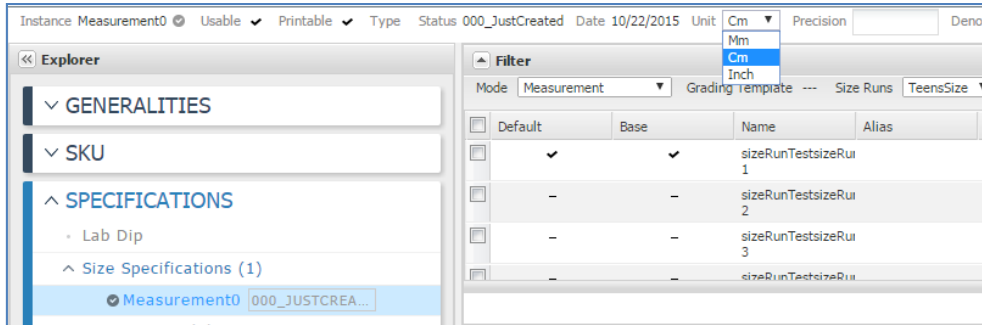 Instance Measurement0 Usable Printable Type Status 000_JustCreated Date 10/22/2015 Unit Cm Precision Deno
Mm
Cm
Inch
Explorer
GENERALITIES
SKU
SPECIFICATIONS
Lab Dip
Size Specifications (1)
Measurement0 000_JUSTCREA...
Filter
Mode Measurement Grading Template --- Size Runs TeensSize
Default Base Name Alias
sizeRunTestsizeRu
1
sizeRunTestsizeRu
2
sizeRunTestsizeRu
3
sizeRunTestsizeRu